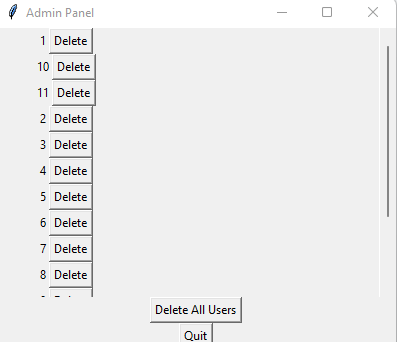 Admin Panel
1 Delete
10 Delete
11 Delete
2 Delete
3 Delete
4 Delete
5 Delete
6 Delete
7 Delete
8 Delete
Delete All Users
Quit